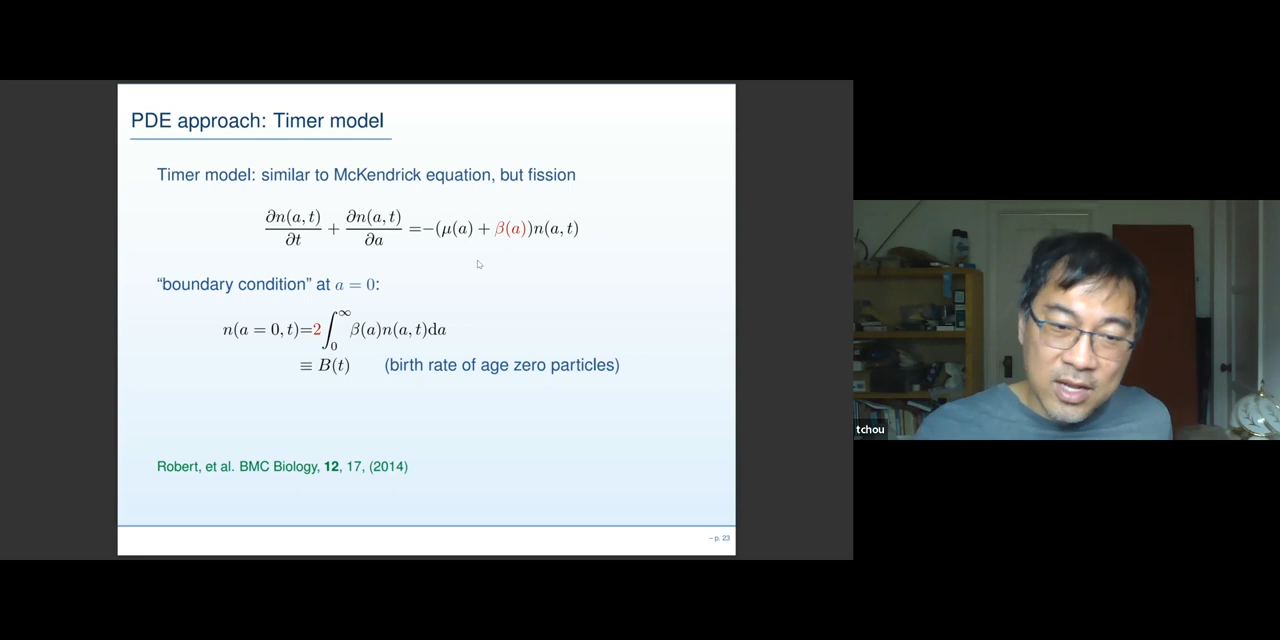 PDE approach: Timer model
Timer model: similar to McKendrick equation, but fission
∂n(a, t)/∂t + ∂n(a, t)/∂a =−(μ(a) + β(a))n(a, t)
“boundary condition” at a = 0:
n(a = 0, t)=2∫₀^∞ β(a)n(a, t)da
≡ B(t) (birth rate of age zero particles)
Robert, et al. BMC Biology, 12, 17, (2014)
– p. 23
tchou